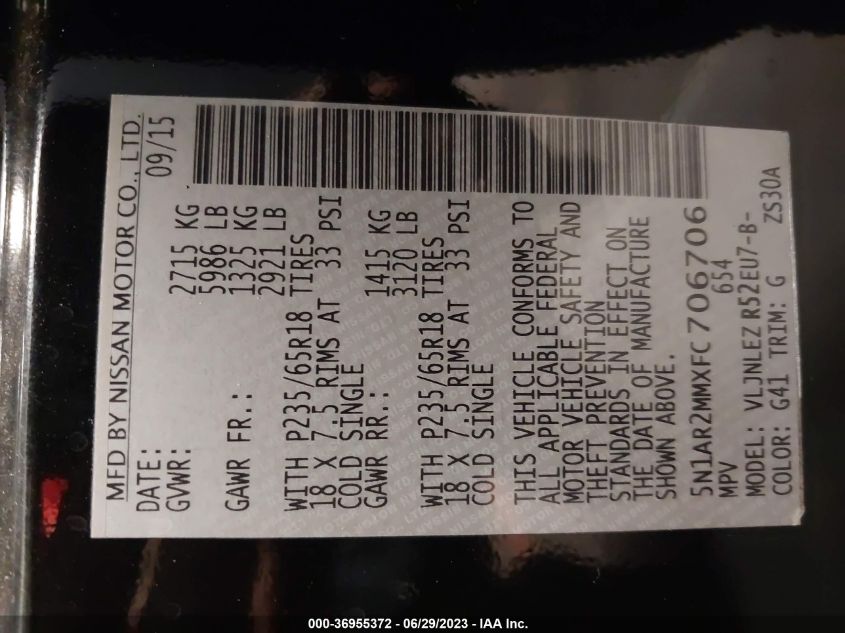 MFD BY NISSAN MOTOR CO., LTD.
DATE: 09/15
GVWR: 2715 KG
5986 LB
GAWR FR.: 1325 KG
2921 LB
WITH P235/65R18 TIRES
18 X 7.5 RIMS AT 33 PSI
COLD SINGLE
GAWR RR.: 1415 KG
3120 LB
WITH P235/65R18 TIRES
18 X 7.5 RIMS AT 33 PSI
COLD SINGLE
THIS VEHICLE CONFORMS TO
ALL APPLICABLE FEDERAL
MOTOR VEHICLE SAFETY AND
THEFT PREVENTION
STANDARDS IN EFFECT ON
THE DATE OF MANUFACTURE
SHOWN ABOVE.
5N1AR2MMXFC706706
MPV 654
MODEL: VLJNLEZ R52EU7-B-
COLOR: G41 TRIM: G ZS30A
000-36955372 - 06/29/2023 - IAA Inc.